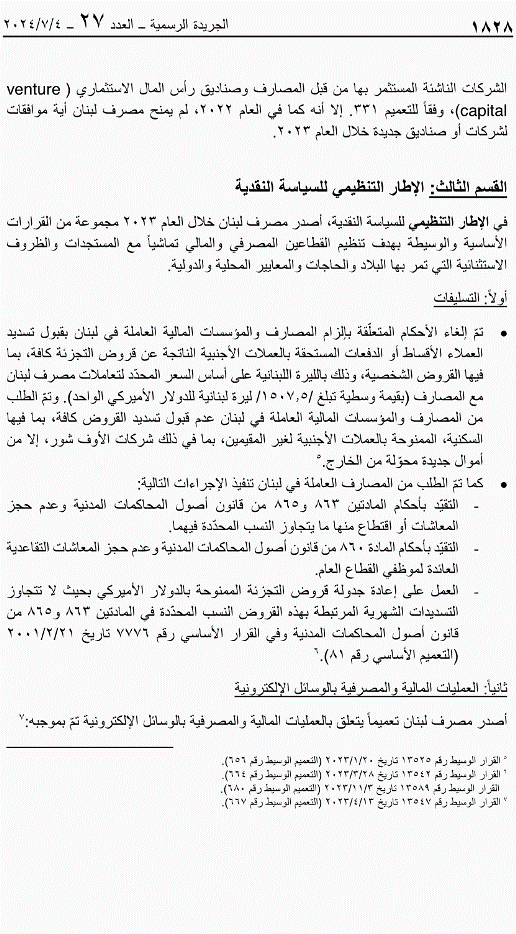 ١٨٢٨
الجريدة الرسمية – العدد ٢٧ – ٢٠٢٤/٧/٤
الشركات الناشئة المستثمر بها من قبل المصارف وصناديق رأس المال الاستثماري ( venture
capital)، وفقاً للتعميم ٣٣١. إلا أنه كما في العام ٢٠٢٢، لم يمنح مصرف لبنان أية موافقات
لشركات أو صناديق جديدة خلال العام ٢٠٢٣.
القسم الثالث: الإطار التنظيمي للسياسة النقدية
في الإطار التنظيمي للسياسة النقدية، أصدر مصرف لبنان خلال العام ٢٠٢٣ مجموعة من القرارات
الأساسية والوسيطة بهدف تنظيم القطاعين المصرفي والمالي تماشياً مع المستجدات والظروف
الاستثنائية التي تمر بها البلاد والحاجات والمعايير المحلية والدولية.
أولاً: التسليفات
• تمّ إلغاء الأحكام المتعلّقة بإلزام المصارف والمؤسسات المالية العاملة في لبنان بقبول تسديد
العملاء الأقساط أو الدفعات المستحقة بالعملات الأجنبية الناتجة عن قروض التجزئة كافة، بما
فيها القروض الشخصية، وذلك بالليرة اللبنانية على أساس السعر المحدّد لتعاملات مصرف لبنان
مع المصارف (بقيمة وسطية تبلغ /١٥٠٧,٥/ ليرة لبنانية للدولار الأميركي الواحد). وتمّ الطلب
من المصارف والمؤسسات المالية العاملة في لبنان عدم قبول تسديد القروض كافة، بما فيها
السكنية، الممنوحة بالعملات الأجنبية لغير المقيمين، بما في ذلك شركات الأوف شور، إلا من
أموال جديدة محوّلة من الخارج.٥
• كما تمّ الطلب من المصارف العاملة في لبنان تنفيذ الإجراءات التالية:
- التقيّد بأحكام المادتين ٨٦٣ و٨٦٥ من قانون أصول المحاكمات المدنية وعدم حجز
المعاشات أو اقتطاع منها ما يتجاوز النسب المحدّدة فيهما.
- التقيّد بأحكام المادة ٨٦٠ من قانون أصول المحاكمات المدنية وعدم حجز المعاشات التقاعدية
العائدة لموظفي القطاع العام.
- العمل على إعادة جدولة قروض التجزئة الممنوحة بالدولار الأميركي بحيث لا تتجاوز
التسديدات الشهرية المرتبطة بهذه القروض النسب المحدّدة في المادتين ٨٦٣ و٨٦٥ من
قانون أصول المحاكمات المدنية وفي القرار الأساسي رقم ٧٧٧٦ تاريخ ٢٠٠١/٢/٢١
(التعميم الأساسي رقم ٨١).٦
ثانياً: العمليات المالية والمصرفية بالوسائل الإلكترونية
أصدر مصرف لبنان تعميماً يتعلق بالعمليات المالية والمصرفية بالوسائل الإلكترونية تمّ بموجبه:٧
٥ القرار الوسيط رقم ١٣٥٢٥ تاريخ ٢٠٢٣/١/٢٠ (التعميم الوسيط رقم ٦٥٦).
٦ القرار الوسيط رقم ١٣٥٤٢ تاريخ ٢٠٢٣/٣/٢٨ (التعميم الوسيط رقم ٦٦٤).
القرار الوسيط رقم ١٣٥٨٩ تاريخ ٢٠٢٣/١١/٣ (التعميم الوسيط رقم ٦٨٠).
٧ القرار الوسيط رقم ١٣٥٤٧ تاريخ ٢٠٢٣/٤/١٣ (التعميم الوسيط رقم ٦٦٧).